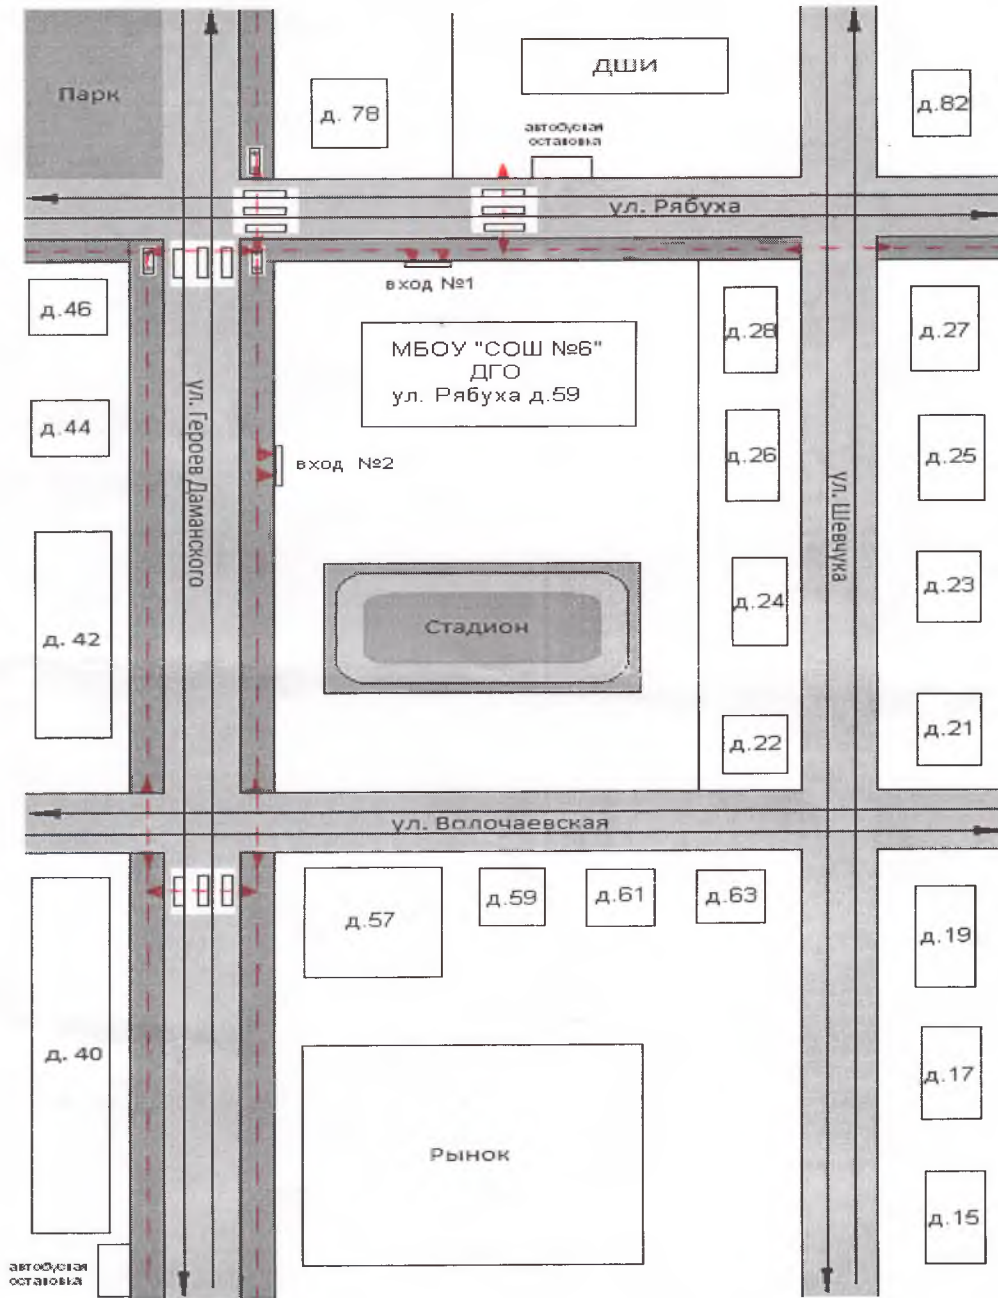 Парк
д. 78
ДШИ
д.82
автобусная
остановка
ул. Рябуха
вход №1
д.46
д.28
д.27
МБОУ "СОШ №6"
ДГО
ул. Рябуха д.59
ул. Героев Даманского
д.44
д.26
д.25
вход №2
ул. Шевчука
д. 42
Стадион
д.24
д.23
д.22
д.21
ул. Волочаевская
д.57
д.59
д.61
д.63
д.19
д. 40
д.17
Рынок
д.15
автобусная
остановка